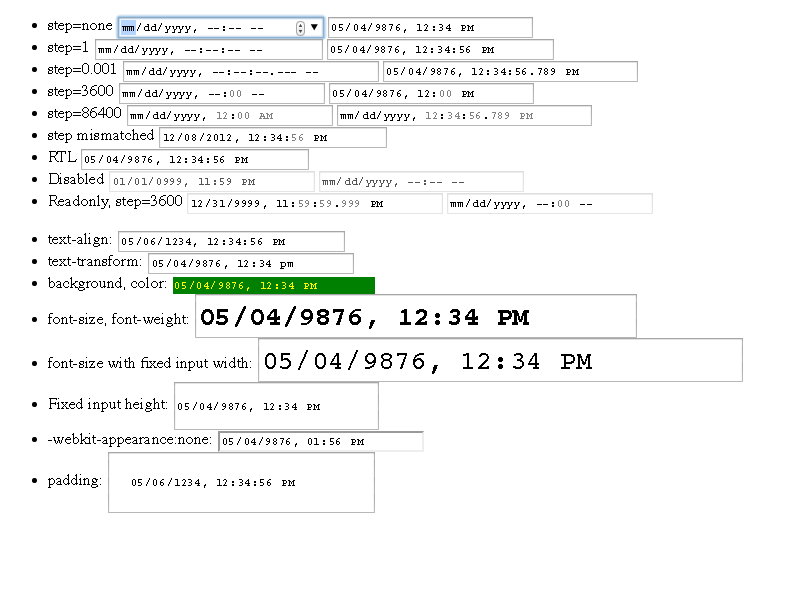 step=none mm/dd/yyyy, --:-- -- 05/04/9876, 12:34 PM
step=1 mm/dd/yyyy, --:--:-- -- 05/04/9876, 12:34:56 PM
step=0.001 mm/dd/yyyy, --:--:--.--- -- 05/04/9876, 12:34:56.789 PM
step=3600 mm/dd/yyyy, --:00 -- 05/04/9876, 12:00 PM
step=86400 mm/dd/yyyy, 12:00 AM mm/dd/yyyy, 12:34:56.789 PM
step mismatched 12/08/2012, 12:34:56 PM
RTL 05/04/9876, 12:34:56 PM
Disabled 01/01/0999, 11:59 PM mm/dd/yyyy, --:-- --
Readonly, step=3600 12/31/9999, 11:59:59.999 PM mm/dd/yyyy, --:00 --
text-align: 05/06/1234, 12:34:56 PM
text-transform: 05/04/9876, 12:34 pm
background, color: 05/04/9876, 12:34 PM
font-size, font-weight: 05/04/9876, 12:34 PM
font-size with fixed input width: 05/04/9876, 12:34 PM
Fixed input height: 05/04/9876, 12:34 PM
-webkit-appearance:none: 05/04/9876, 01:56 PM
padding: 05/06/1234, 12:34:56 PM